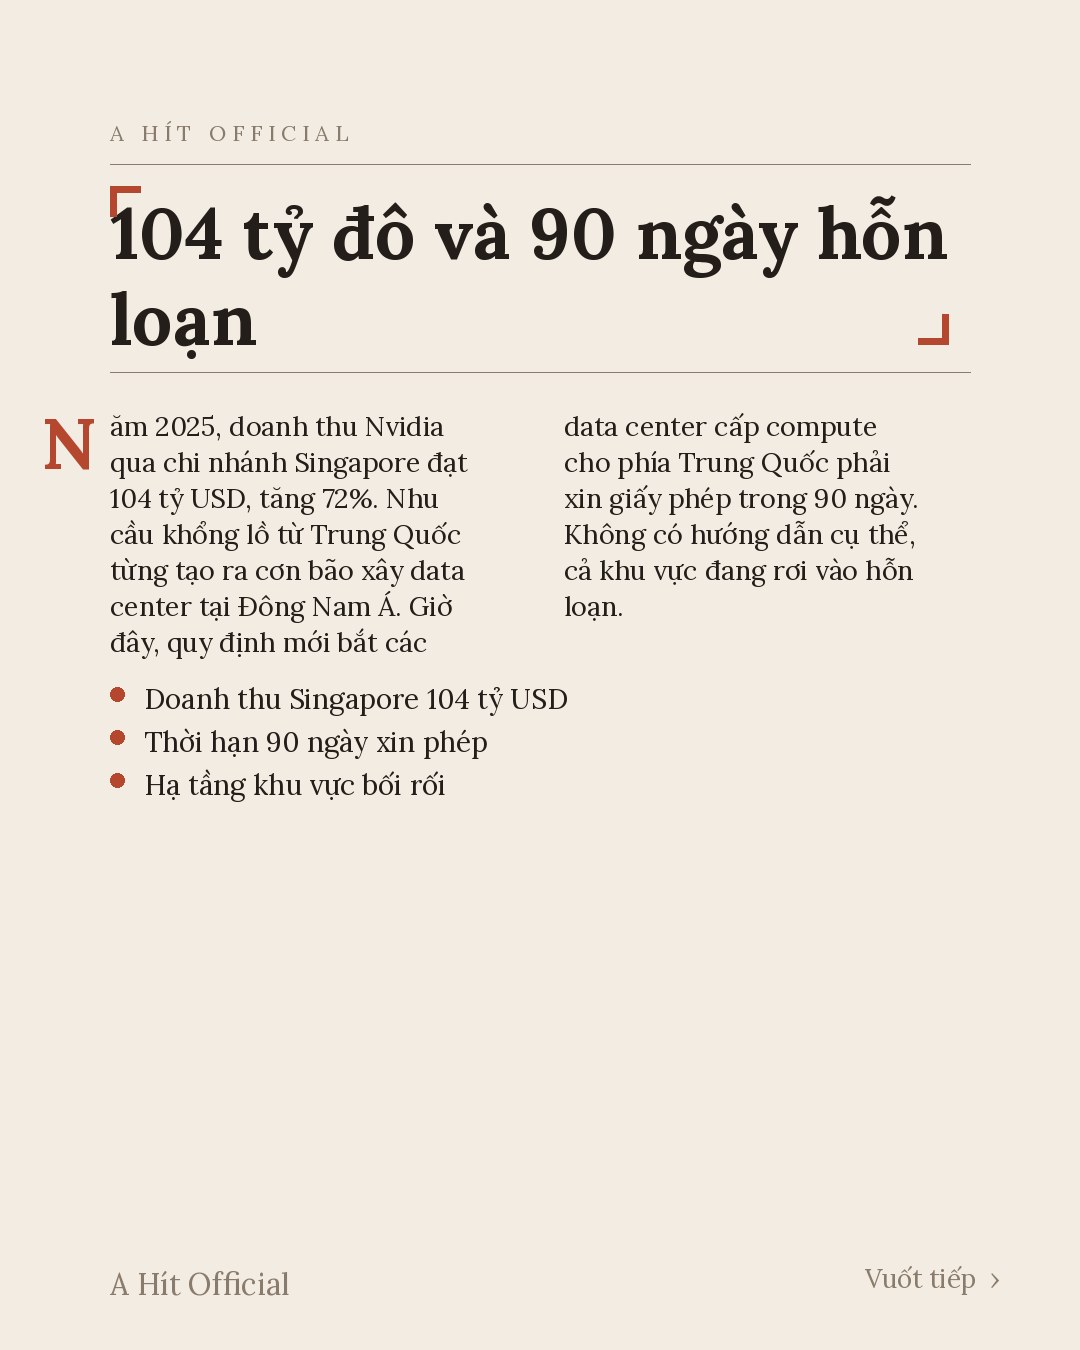 A HÍT OFFICIAL
104 tỷ đô và 90 ngày hỗn
loạn
Năm 2025, doanh thu Nvidia
qua chi nhánh Singapore đạt
104 tỷ USD, tăng 72%. Nhu
cầu khổng lồ từ Trung Quốc
từng tạo ra cơn bão xây data
center tại Đông Nam Á. Giờ
đây, quy định mới bắt các
data center cấp compute
cho phía Trung Quốc phải
xin giấy phép trong 90 ngày.
Không có hướng dẫn cụ thể,
cả khu vực đang rơi vào hỗn
loạn.
Doanh thu Singapore 104 tỷ USD
Thời hạn 90 ngày xin phép
Hạ tầng khu vực bối rối
A Hít Official
Vuốt tiếp ›